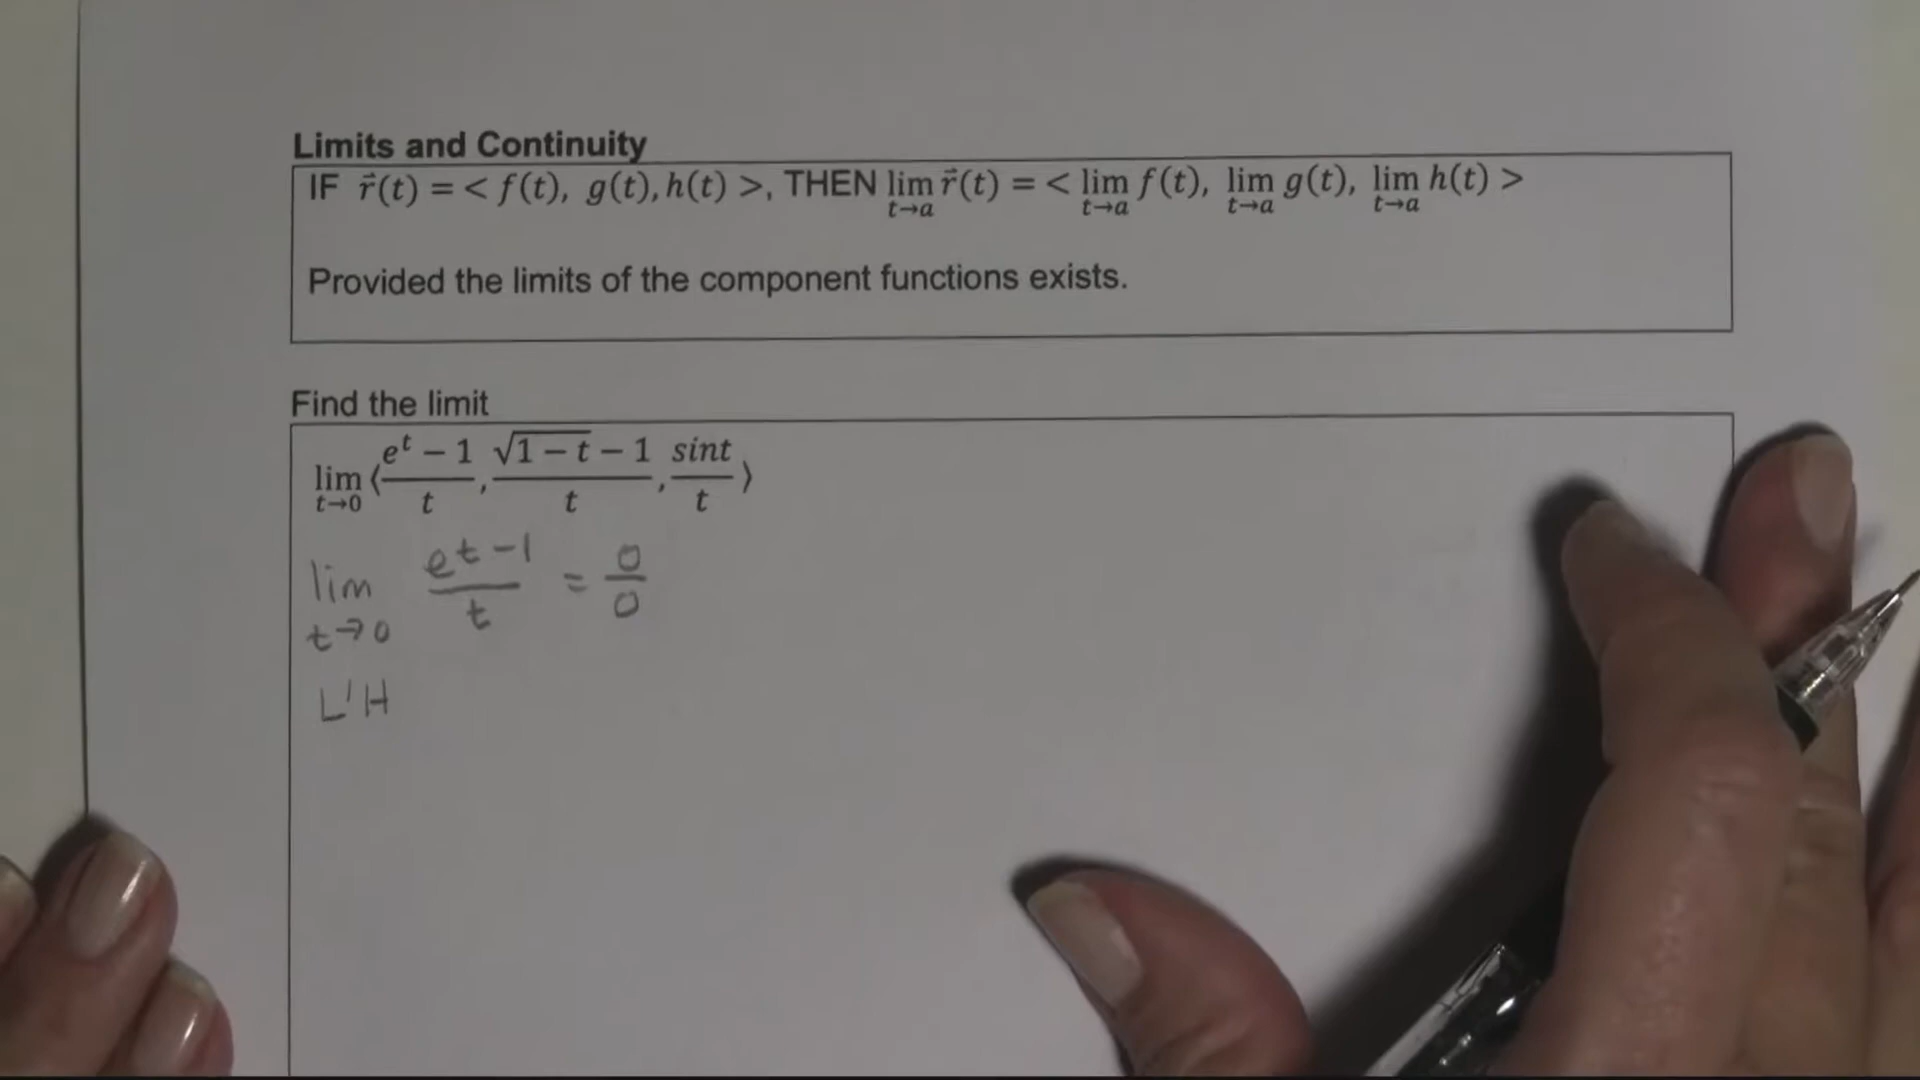 Limits and Continuity
IF r⃗(t) = < f(t), g(t), h(t) >, THEN lim t→a r⃗(t) = < lim t→a f(t), lim t→a g(t), lim t→a h(t) >
Provided the limits of the component functions exists.
Find the limit
lim t→0 ⟨(e^t − 1)/t, (√(1−t) − 1)/t, sint/t⟩
lim t→0 (e^t − 1)/t = 0/0
L'H